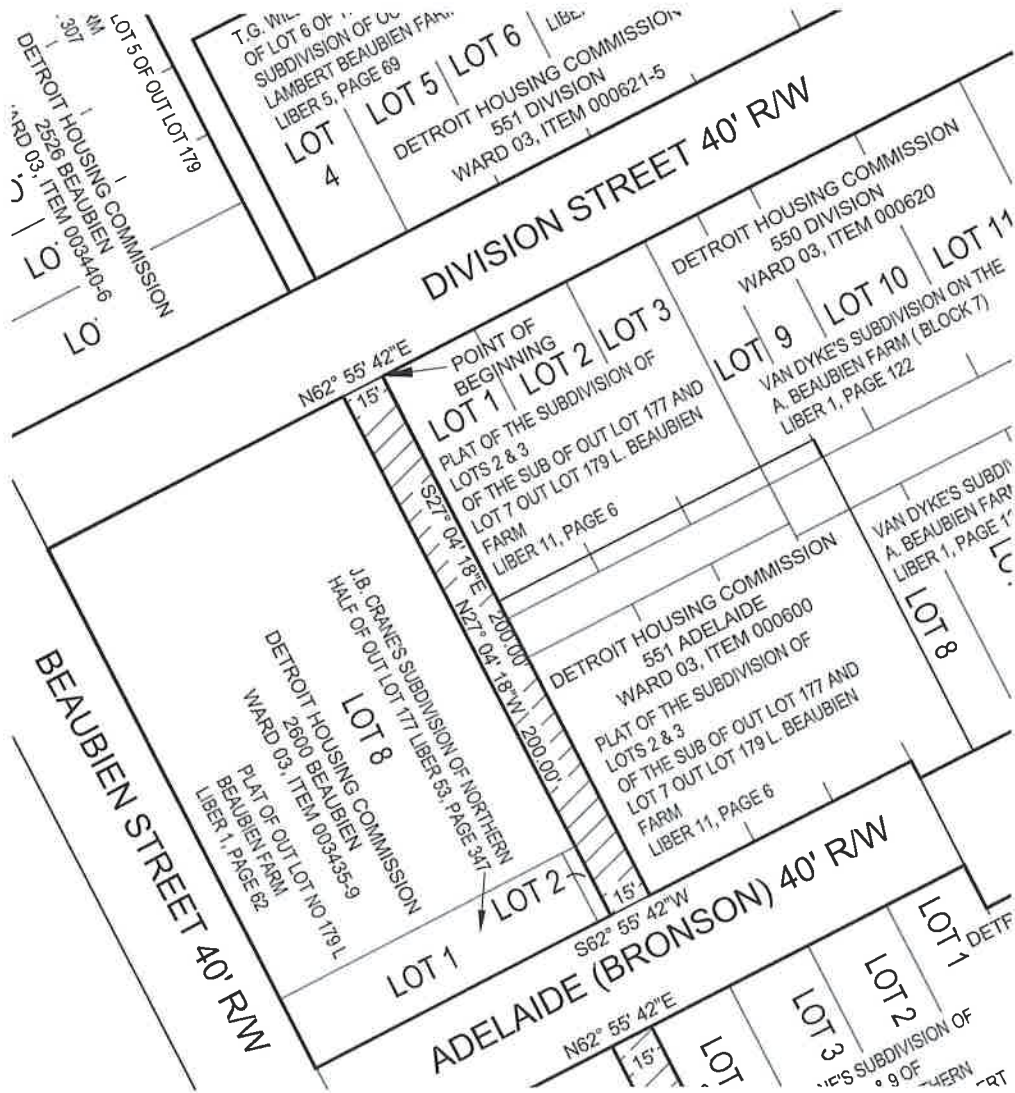 307
LOT 5 OF OUT LOT 179
DETROIT HOUSING COMMISSION
2526 BEAUBIEN
WARD 03, ITEM 003440-6
LO
LO
OF LOT 6 OF
SUBDIVISION OF
LAMBERT BEAUBIEN FARM
LIBER 5, PAGE 69
LOT
4
LOT 5
LOT 6
DETROIT HOUSING COMMISSION
551 DIVISION
WARD 03, ITEM 000621-5
DIVISION STREET 40' R/W
DETROIT HOUSING COMMISSION
550 DIVISION
WARD 03, ITEM 000620
LOT 9
LOT 10
LOT 11
VAN DYKE'S SUBDIVISION ON THE
A. BEAUBIEN FARM ( BLOCK 7)
LIBER 1, PAGE 122
N62° 55' 42"E
15'
POINT OF
BEGINNING
LOT 1
LOT 2
LOT 3
PLAT OF THE SUBDIVISION OF
LOTS 2 & 3
OF THE SUB OF OUT LOT 177 AND
LOT 7 OUT LOT 179 L. BEAUBIEN
FARM
LIBER 11, PAGE 6
S27° 04' 18"E 200.00'
N27° 04' 18"W 200.00'
J.B. CRANE'S SUBDIVISION OF NORTHERN
HALF OF OUT LOT 177 LIBER 53, PAGE 347
LOT 8
DETROIT HOUSING COMMISSION
2600 BEAUBIEN
WARD 03, ITEM 003435-9
PLAT OF OUT LOT NO 179 L
BEAUBIEN FARM
LIBER 1, PAGE 62
BEAUBIEN STREET 40' R/W
DETROIT HOUSING COMMISSION
551 ADELAIDE
WARD 03, ITEM 000600
PLAT OF THE SUBDIVISION OF
LOTS 2 & 3
OF THE SUB OF OUT LOT 177 AND
LOT 7 OUT LOT 179 L. BEAUBIEN
FARM
LIBER 11, PAGE 6
VAN DYKE'S SUBDI
A. BEAUBIEN FAR
LIBER 1, PAGE 1
LOT 8
LOT 1
LOT 2
15'
S62° 55' 42"W
ADELAIDE (BRONSON) 40' R/W
N62° 55' 42"E
15'
LOT
LOT 3
LOT 2
LOT 1
DETR
NE'S SUBDIVISION OF
& 9 OF